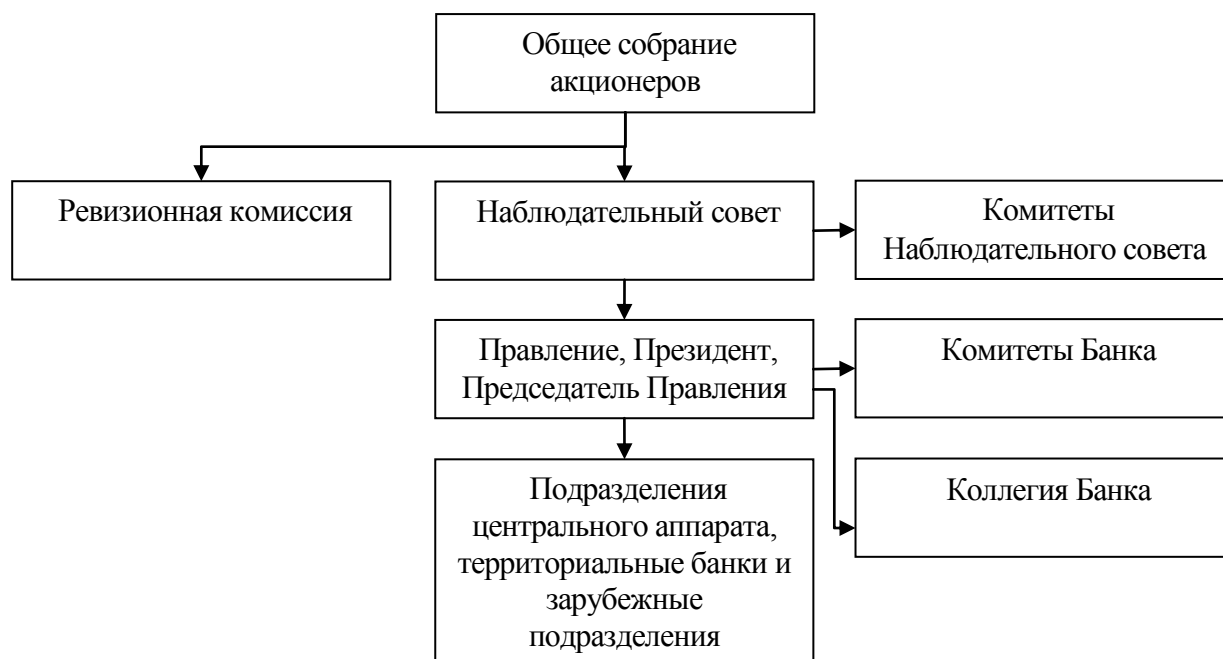 Общее собрание
акционеров
Ревизионная комиссия
Наблюдательный совет
Комитеты
Наблюдательного совета
Правление, Президент,
Председатель Правления
Комитеты Банка
Подразделения
центрального аппарата,
территориальные банки и
зарубежные
подразделения
Коллегия Банка